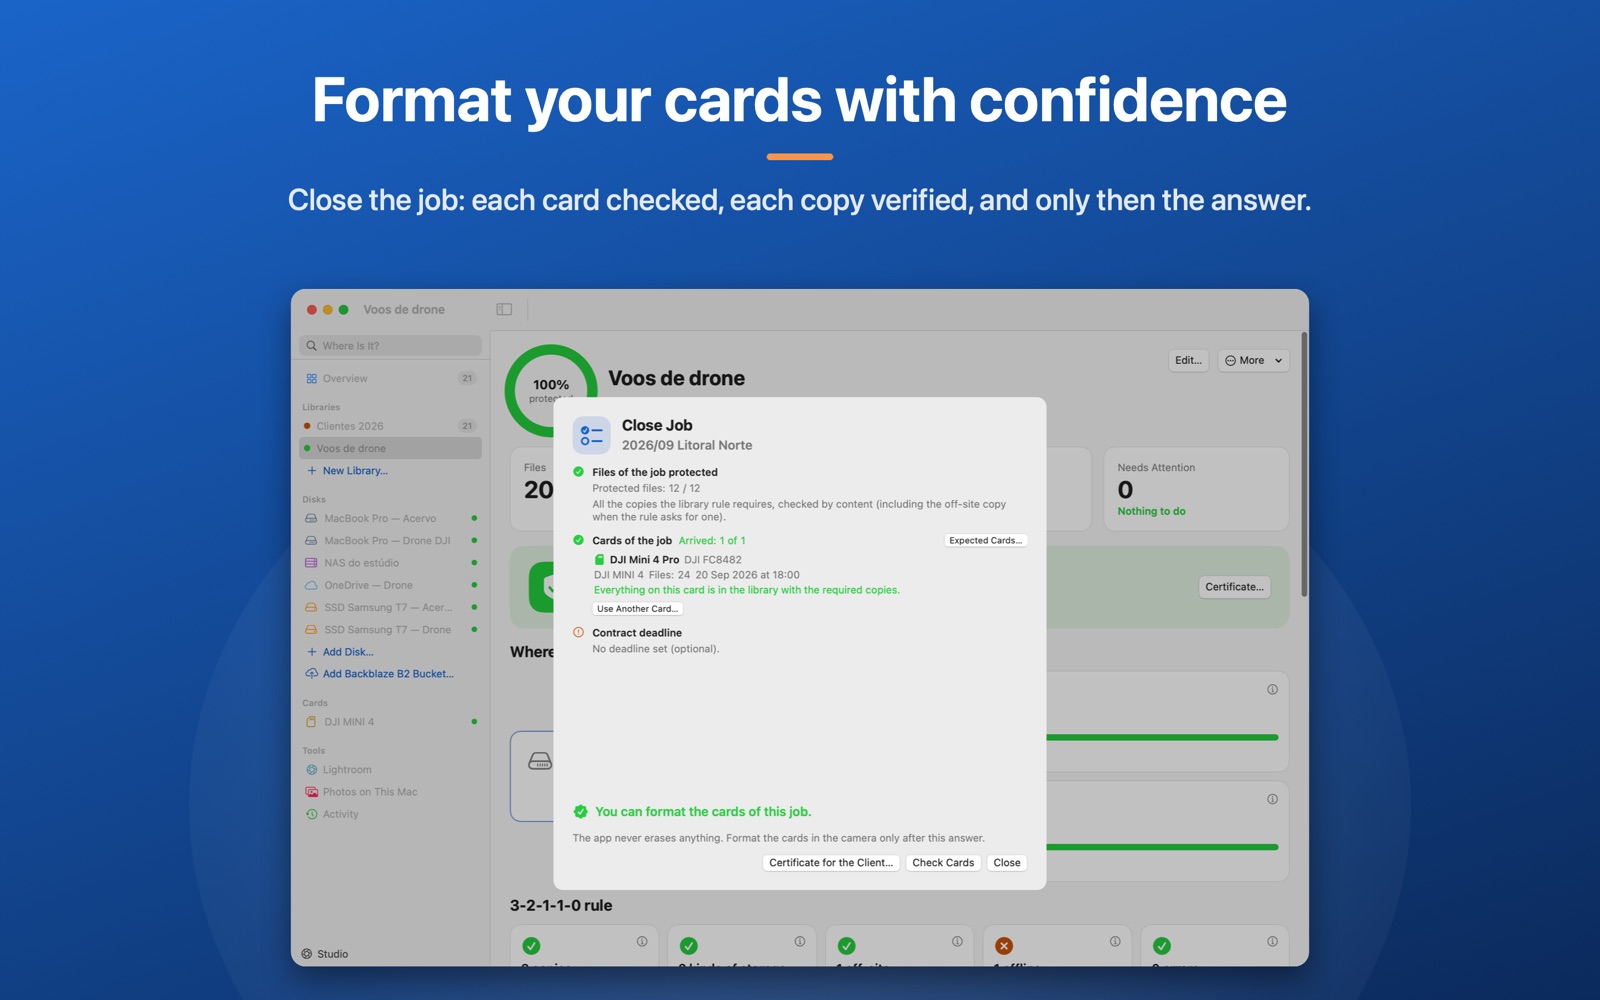 Format your cards with confidence
Close the job: each card checked, each copy verified, and only then the answer.
Voos de drone
Where Is It?
Overview 21
Libraries
Clientes 2026 21
Voos de drone
New Library...
Disks
MacBook Pro — Acervo
MacBook Pro — Drone DJI
NAS do estúdio
OneDrive — Drone
SSD Samsung T7 — Acer...
SSD Samsung T7 — Drone
Add Disk...
Add Backblaze B2 Bucket...
Cards
DJI MINI 4
Tools
Lightroom
Photos on This Mac
Activity
Studio
100%
Voos de drone
Edit...
More
Files
20
Needs Attention
0
Nothing to do
Certificate...
Where
Close Job
2026/09 Litoral Norte
Files of the job protected
Protected files: 12 / 12
All the copies the library rule requires, checked by content (including the off-site copy
when the rule asks for one).
Cards of the job Arrived: 1 of 1
Expected Cards...
DJI Mini 4 Pro DJI FC8482
DJI MINI 4 Files: 24 20 Sep 2026 at 18:00
Everything on this card is in the library with the required copies.
Use Another Card...
Contract deadline
No deadline set (optional).
You can format the cards of this job.
The app never erases anything. Format the cards in the camera only after this answer.
Certificate for the Client...
Check Cards
Close
3-2-1-1-0 rule